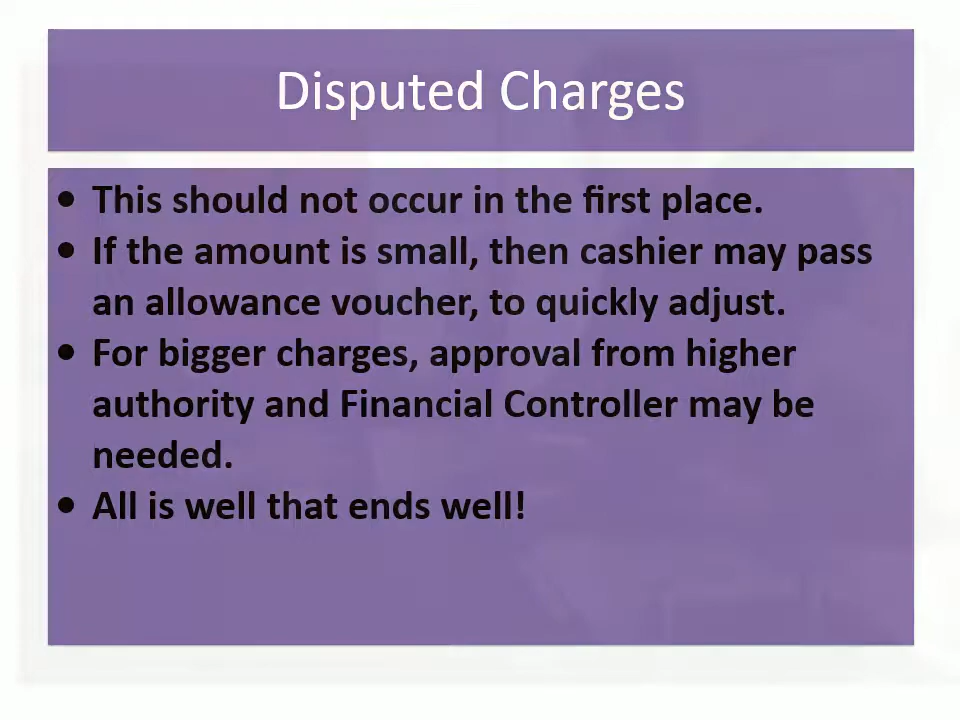 Disputed Charges
• This should not occur in the first place.
• If the amount is small, then cashier may pass
an allowance voucher, to quickly adjust.
• For bigger charges, approval from higher
authority and Financial Controller may be
needed.
• All is well that ends well!